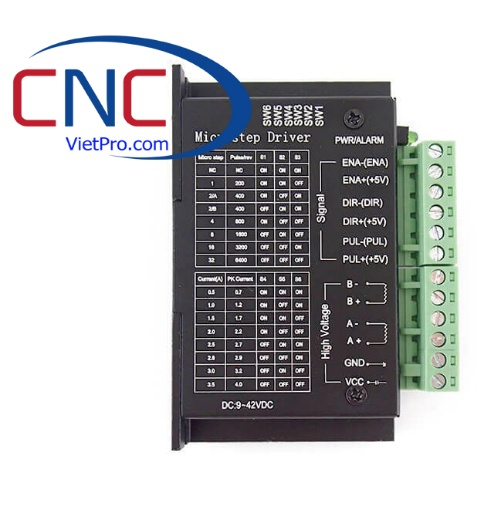 CNC
VietPro.com
SW6
SW5
SW4
SW3
SW2
SW1
Microstep Driver
PWR/ALARM
Micro step Pulse/rev S1 S2 S3
NC NC ON ON ON
1 200 ON ON OFF
2/A 400 ON OFF ON
2/B 400 OFF ON ON
4 800 ON OFF OFF
8 1600 OFF ON OFF
16 3200 OFF OFF ON
32 6400 OFF OFF OFF
Current(A) PK Current S4 S5 S6
0.5 0.7 ON ON ON
1.0 1.2 ON OFF ON
1.5 1.7 ON ON OFF
2.0 2.2 ON OFF OFF
2.5 2.7 OFF ON ON
2.8 2.9 OFF OFF ON
3.0 3.2 OFF ON OFF
3.5 4.0 OFF OFF OFF
DC:9~42VDC
Signal
ENA-(ENA)
ENA+(+5V)
DIR-(DIR)
DIR+(+5V)
PUL-(PUL)
PUL+(+5V)
High Voltage
B -
B +
A -
A +
GND
VCC